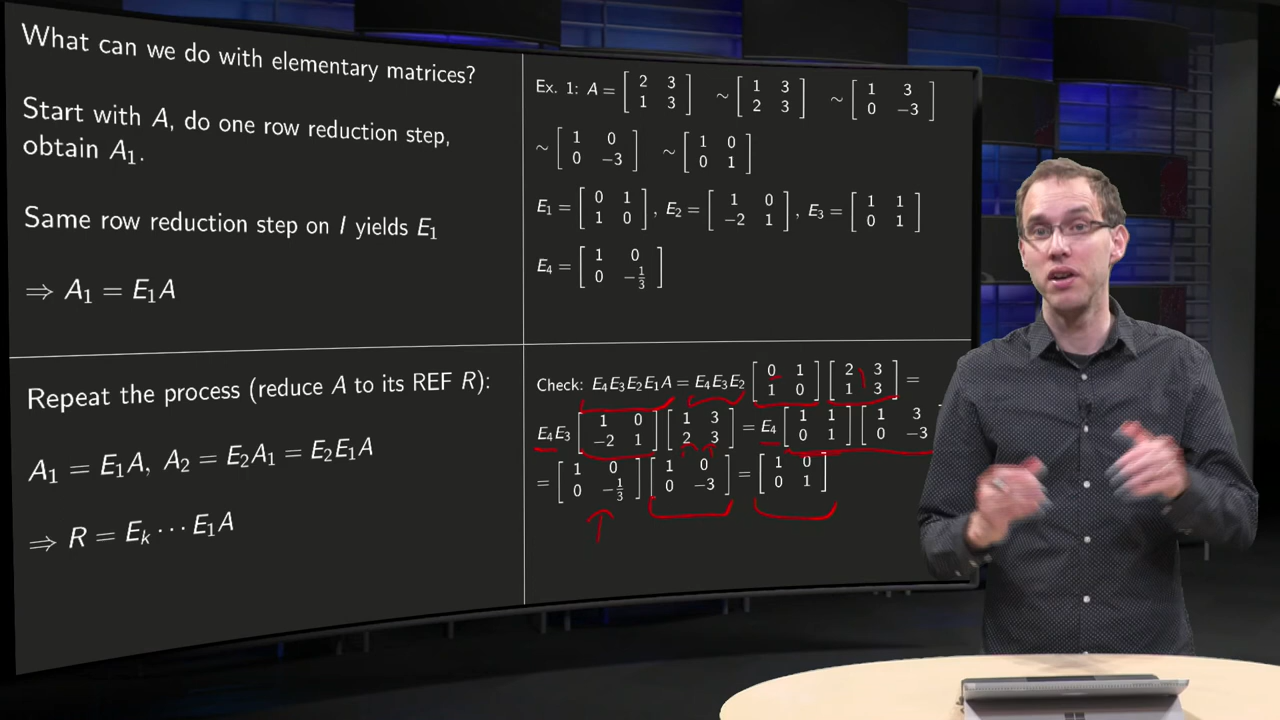 What can we do with elementary matrices?
Start with A, do one row reduction step,
obtain A₁.
Same row reduction step on I yields E₁
⇒ A₁ = E₁A
Ex. 1: A = [ 2 3 ; 1 3 ] ~ [ 1 3 ; 2 3 ] ~ [ 1 3 ; 0 −3 ]
~ [ 1 0 ; 0 −3 ] ~ [ 1 0 ; 0 1 ]
E₁ = [ 0 1 ; 1 0 ], E₂ = [ 1 0 ; −2 1 ], E₃ = [ 1 1 ; 0 1 ]
E₄ = [ 1 0 ; 0 −1/3 ]
Repeat the process (reduce A to its REF R):
A₁ = E₁A, A₂ = E₂A₁ = E₂E₁A
⇒ R = Eₖ ⋯ E₁A
Check: E₄E₃E₂E₁A = E₄E₃E₂ [ 0 1 ; 1 0 ] [ 2 3 ; 1 3 ] =
E₄E₃ [ 1 0 ; −2 1 ] [ 1 3 ; 2 3 ] = E₄ [ 1 1 ; 0 1 ] [ 1 3 ; 0 −3
= [ 1 0 ; 0 −1/3 ] [ 1 0 ; 0 −3 ] = [ 1 0 ; 0 1 ]